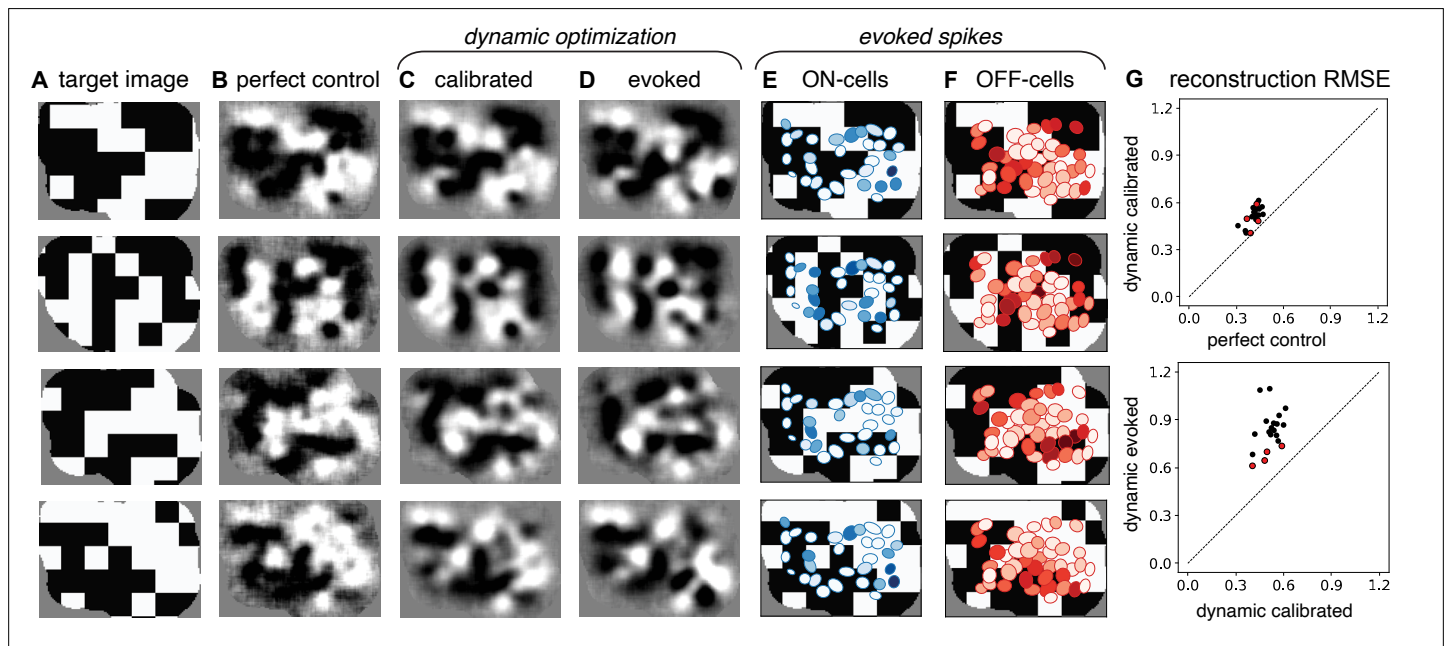 dynamic optimization
evoked spikes
A target image
B perfect control
C calibrated
D evoked
E ON-cells
F OFF-cells
G reconstruction RMSE
1.2
0.9
0.6
0.3
0.0
dynamic calibrated
0.0 0.3 0.6 0.9 1.2
perfect control
1.2
0.9
0.6
0.3
0.0
dynamic evoked
0.0 0.3 0.6 0.9 1.2
dynamic calibrated